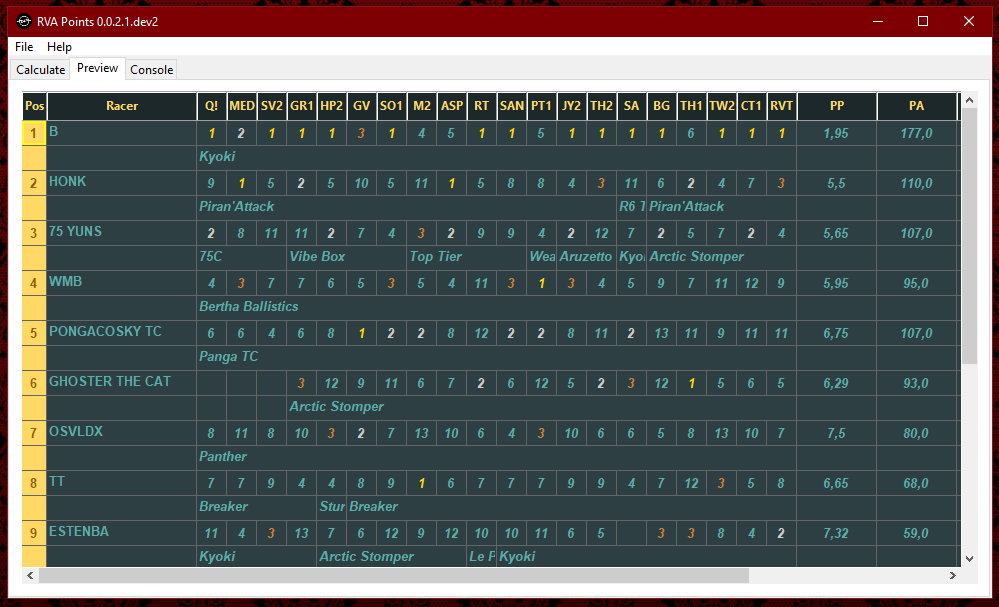 RVA Points 0.0.2.1.dev2
File Help
Calculate Preview Console
Pos Racer Q! MED SV2 GR1 HP2 GV SO1 M2 ASP RT SAN PT1 JY2 TH2 SA BG TH1 TW2 CT1 RVT PP PA
1 B 1 2 1 1 1 3 1 4 5 1 1 5 1 1 1 1 6 1 1 1 1,95 177,0
Kyoki
2 HONK 9 1 5 2 5 10 5 11 1 5 8 8 4 3 11 6 2 4 7 3 5,5 110,0
Piran'Attack R6 T Piran'Attack
3 75 YUNS 2 8 11 11 2 7 4 3 2 9 9 4 2 12 7 2 5 7 2 4 5,65 107,0
75C Vibe Box Top Tier Wea Aruzetto Kyo Arctic Stomper
4 WMB 4 3 7 7 6 5 3 5 4 11 3 1 3 4 5 9 7 11 12 9 5,95 95,0
Bertha Ballistics
5 PONGACOSKY TC 6 6 4 6 8 1 2 2 8 12 2 2 8 11 2 13 11 9 11 11 6,75 107,0
Panga TC
6 GHOSTER THE CAT 3 12 9 11 6 7 2 6 12 5 2 3 12 1 5 6 5 6,29 93,0
Arctic Stomper
7 OSVLDX 8 11 8 10 3 2 7 13 10 6 4 3 10 6 6 5 8 13 10 7 7,5 80,0
Panther
8 TT 7 7 9 4 4 8 9 1 6 7 7 7 9 9 4 7 12 3 5 8 6,65 68,0
Breaker Stur Breaker
9 ESTENBA 11 4 3 13 7 6 12 9 12 10 10 11 6 5 3 3 8 4 2 7,32 59,0
Kyoki Arctic Stomper Le P Kyoki